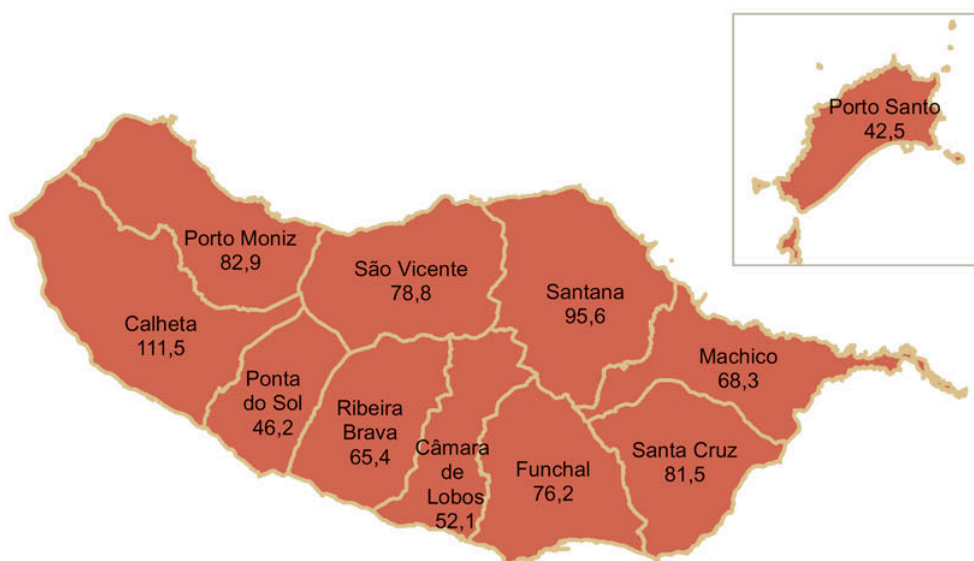 Porto Santo
42,5
Porto Moniz
82,9
São Vicente
78,8
Santana
95,6
Calheta
111,5
Machico
68,3
Ponta
do Sol
46,2
Ribeira
Brava
65,4
Câmara
de
Lobos
52,1
Funchal
76,2
Santa Cruz
81,5